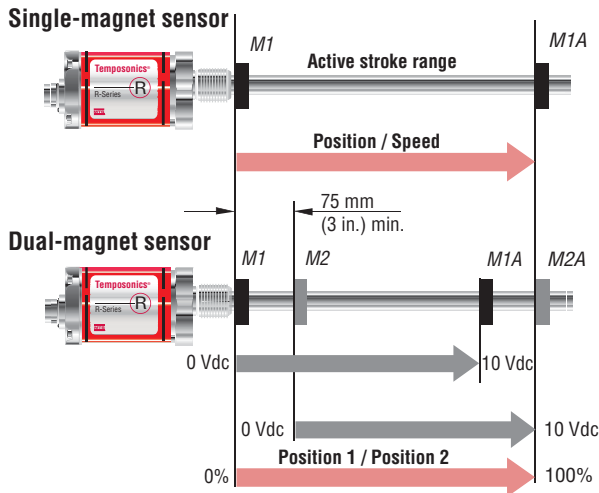 Single-magnet sensor
M1
M1A
Temposonics®
R-Series
R
Active stroke range
Position / Speed
75 mm
(3 in.) min.
Dual-magnet sensor
M1
M2
M1A
M2A
Temposonics®
R-Series
R
0 Vdc
10 Vdc
0 Vdc
10 Vdc
Position 1 / Position 2
0%
100%